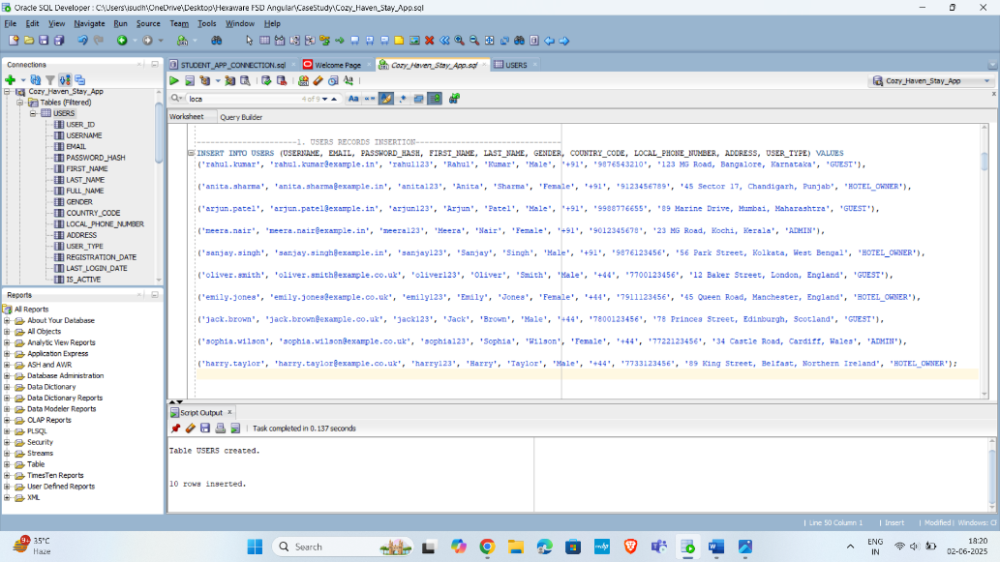 Oracle SQL Developer : C:\Users\isudh\OneDrive\Desktop\Hexaware FSD Angular\CaseStudy\Cozy_Haven_Stay_App.sql
File Edit View Navigate Run Source Team Tools Window Help
Connections
Cozy_Haven_Stay_App
Tables (Filtered)
USERS
USER_ID
USERNAME
EMAIL
PASSWORD_HASH
FIRST_NAME
LAST_NAME
FULL_NAME
GENDER
COUNTRY_CODE
LOCAL_PHONE_NUMBER
ADDRESS
USER_TYPE
REGISTRATION_DATE
LAST_LOGIN_DATE
IS_ACTIVE
Reports
All Reports
About Your Database
All Objects
Analytic View Reports
Application Express
ASH and AWR
Database Administration
Data Dictionary
Data Dictionary Reports
Data Modeler Reports
OLAP Reports
PLSQL
Security
Streams
Table
TimesTen Reports
User Defined Reports
XML
STUDENT_APP_CONNECTION.sql Welcome Page Cozy_Haven_Stay_App.sql USERS
Cozy_Haven_Stay_App
loca 4 of 9 Aa
Worksheet Query Builder
1. USERS RECORDS INSERTION
INSERT INTO USERS (USERNAME, EMAIL, PASSWORD_HASH, FIRST_NAME, LAST_NAME, GENDER, COUNTRY_CODE, LOCAL_PHONE_NUMBER, ADDRESS, USER_TYPE) VALUES
('rahul.kumar', 'rahul.kumar@example.in', 'rahul123', 'Rahul', 'Kumar', 'Male', '+91', '9876543210', '123 MG Road, Bangalore, Karnataka', 'GUEST'),
('anita.sharma', 'anita.sharma@example.in', 'anita123', 'Anita', 'Sharma', 'Female', '+91', '9123456789', '45 Sector 17, Chandigarh, Punjab', 'HOTEL_OWNER'),
('arjun.patel', 'arjun.patel@example.in', 'arjun123', 'Arjun', 'Patel', 'Male', '+91', '9988776655', '89 Marine Drive, Mumbai, Maharashtra', 'GUEST'),
('meera.nair', 'meera.nair@example.in', 'meera123', 'Meera', 'Nair', 'Female', '+91', '9012345678', '23 MG Road, Kochi, Kerala', 'ADMIN'),
('sanjay.singh', 'sanjay.singh@example.in', 'sanjay123', 'Sanjay', 'Singh', 'Male', '+91', '9876123456', '56 Park Street, Kolkata, West Bengal', 'HOTEL_OWNER'),
('oliver.smith', 'oliver.smith@example.co.uk', 'oliver123', 'Oliver', 'Smith', 'Male', '+44', '7700123456', '12 Baker Street, London, England', 'GUEST'),
('emily.jones', 'emily.jones@example.co.uk', 'emily123', 'Emily', 'Jones', 'Female', '+44', '7911123456', '45 Queen Road, Manchester, England', 'HOTEL_OWNER'),
('jack.brown', 'jack.brown@example.co.uk', 'jack123', 'Jack', 'Brown', 'Male', '+44', '7800123456', '78 Princes Street, Edinburgh, Scotland', 'GUEST'),
('sophia.wilson', 'sophia.wilson@example.co.uk', 'sophia123', 'Sophia', 'Wilson', 'Female', '+44', '7722123456', '34 Castle Road, Cardiff, Wales', 'ADMIN'),
('harry.taylor', 'harry.taylor@example.co.uk', 'harry123', 'Harry', 'Taylor', 'Male', '+44', '7733123456', '89 King Street, Belfast, Northern Ireland', 'HOTEL_OWNER');
Script Output
Task completed in 0.137 seconds
Table USERS created.
10 rows inserted.
Line 50 Column 1 Insert Modified Windows: Cl
35°C
Haze
Search
ENG
IN
18:20
02-06-2025